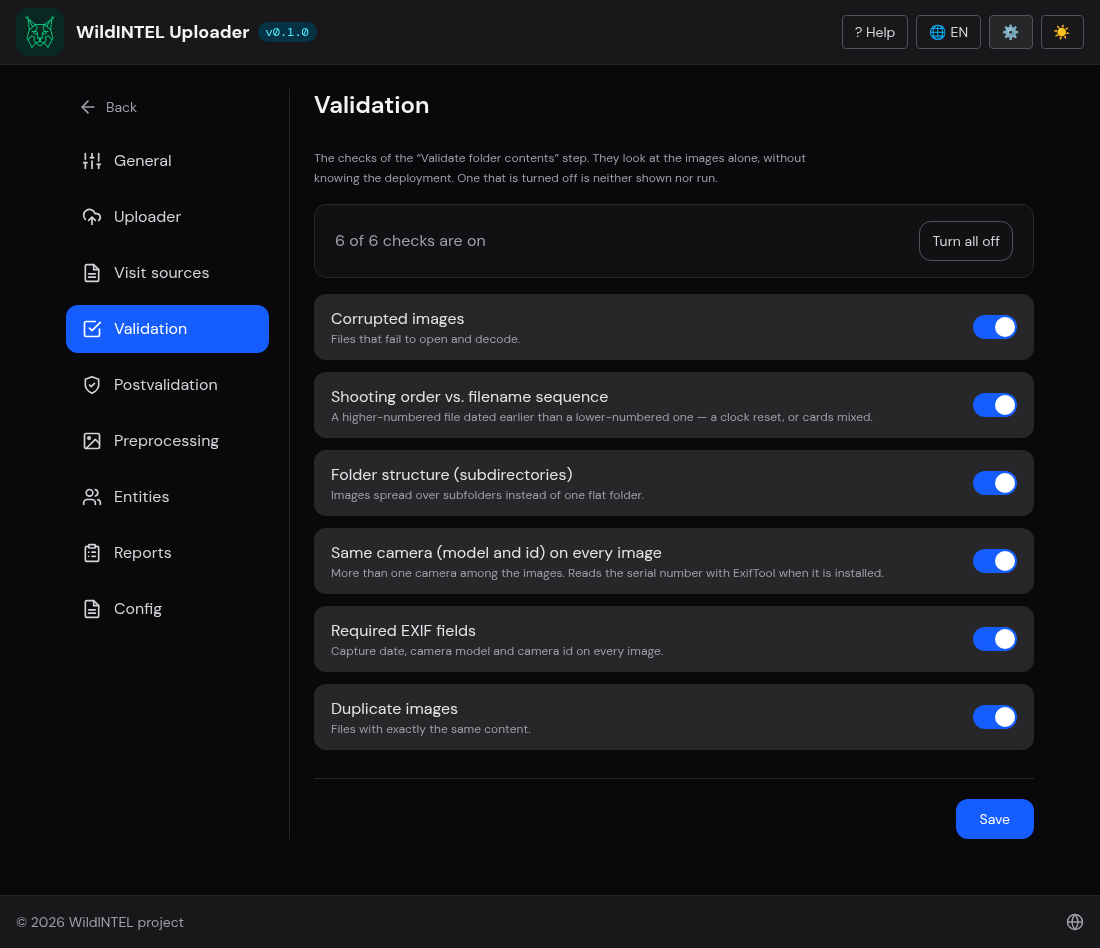 WildINTEL Uploader v0.1.0 ? Help EN
Back
General
Uploader
Visit sources
Validation
Postvalidation
Preprocessing
Entities
Reports
Config
Validation
The checks of the “Validate folder contents” step. They look at the images alone, without
knowing the deployment. One that is turned off is neither shown nor run.
6 of 6 checks are on
Turn all off
Corrupted images
Files that fail to open and decode.
Shooting order vs. filename sequence
A higher-numbered file dated earlier than a lower-numbered one — a clock reset, or cards mixed.
Folder structure (subdirectories)
Images spread over subfolders instead of one flat folder.
Same camera (model and id) on every image
More than one camera among the images. Reads the serial number with ExifTool when it is installed.
Required EXIF fields
Capture date, camera model and camera id on every image.
Duplicate images
Files with exactly the same content.
Save
© 2026 WildINTEL project